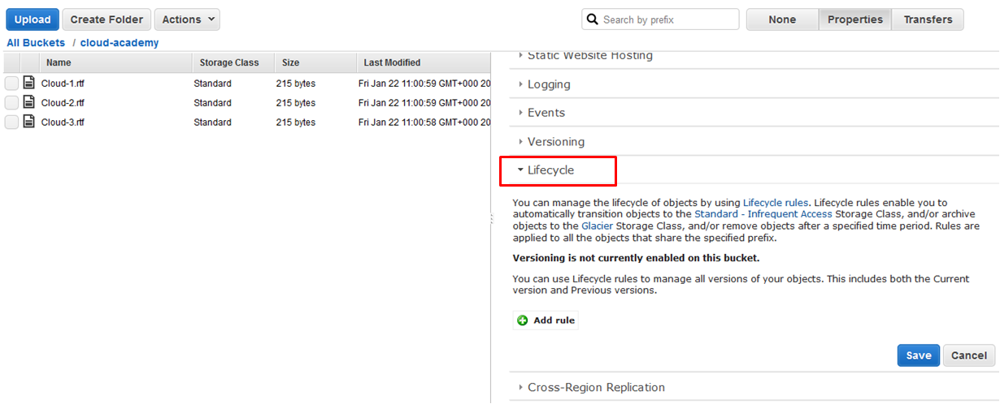 Upload Create Folder Actions Search by prefix None Properties Transfers
All Buckets / cloud-academy
Name Storage Class Size Last Modified
Cloud-1.rtf Standard 215 bytes Fri Jan 22 11:00:59 GMT+000 20
Cloud-2.rtf Standard 215 bytes Fri Jan 22 11:00:59 GMT+000 20
Cloud-3.rtf Standard 215 bytes Fri Jan 22 11:00:58 GMT+000 20
Static Website Hosting
Logging
Events
Versioning
Lifecycle
You can manage the lifecycle of objects by using Lifecycle rules. Lifecycle rules enable you to
automatically transition objects to the Standard - Infrequent Access Storage Class, and/or archive
objects to the Glacier Storage Class, and/or remove objects after a specified time period. Rules are
applied to all the objects that share the specified prefix.
Versioning is not currently enabled on this bucket.
You can use Lifecycle rules to manage all versions of your objects. This includes both the Current
version and Previous versions.
Add rule
Save Cancel
Cross-Region Replication